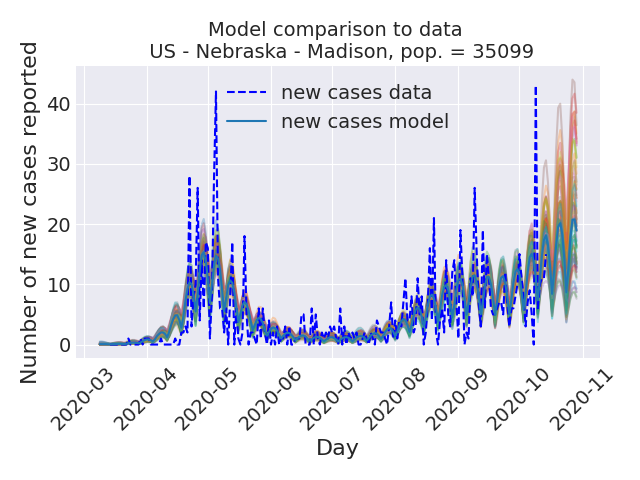 Model comparison to data
US - Nebraska - Madison, pop. = 35099
Number of new cases reported
40
30
20
10
0
new cases data
new cases model
2020-03
2020-04
2020-05
2020-06
2020-07
2020-08
2020-09
2020-10
2020-11
Day